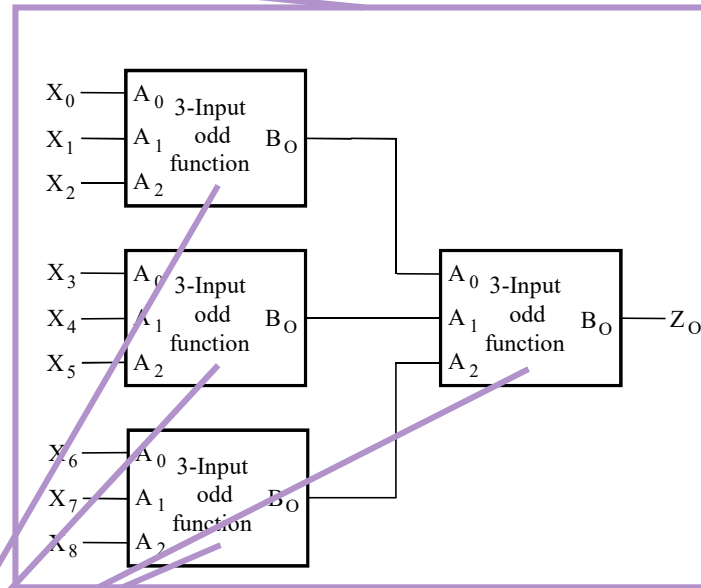 X0 A0 3-Input
X1 A1 odd BO
X2 A2 function
X3 A0 3-Input
X4 A1 odd BO
X5 A2 function
A0 3-Input
A1 odd BO ZO
A2 function
X6 A0 3-Input
X7 A1 odd BO
X8 A2 function